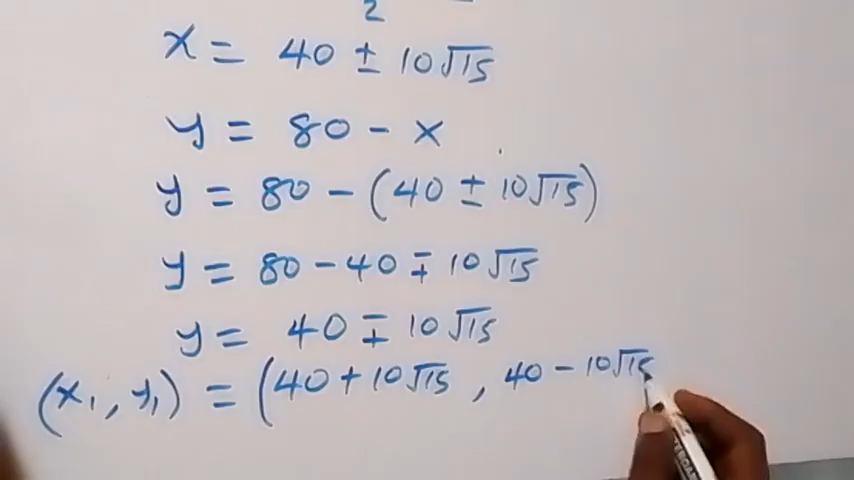 2
x = 40 ± 10√15
y = 80 - x
y = 80 - (40 ± 10√15)
y = 80 - 40 ∓ 10√15
y = 40 ∓ 10√15
(x₁, y₁) = (40 + 10√15, 40 - 10√15